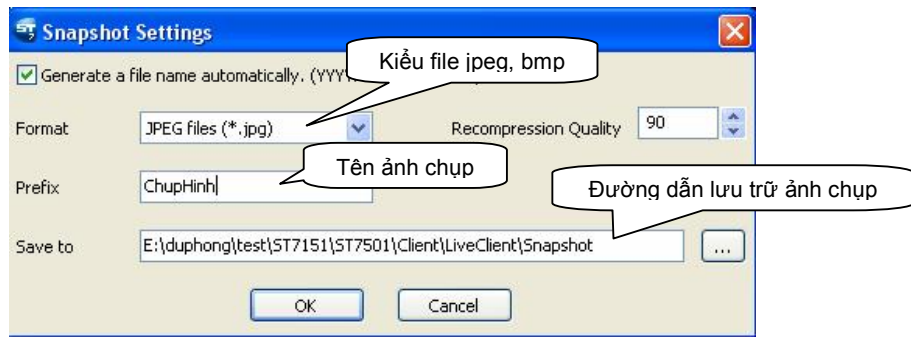 Snapshot Settings
Kiểu file jpeg, bmp
Generate a file name automatically. (YYY
Format JPEG files (*.jpg) Recompression Quality 90
Tên ảnh chụp
Prefix ChupHinh
Đường dẫn lưu trữ ảnh chụp
Save to E:\duphong\test\ST7151\ST7501\Client\LiveClient\Snapshot ...
OK Cancel